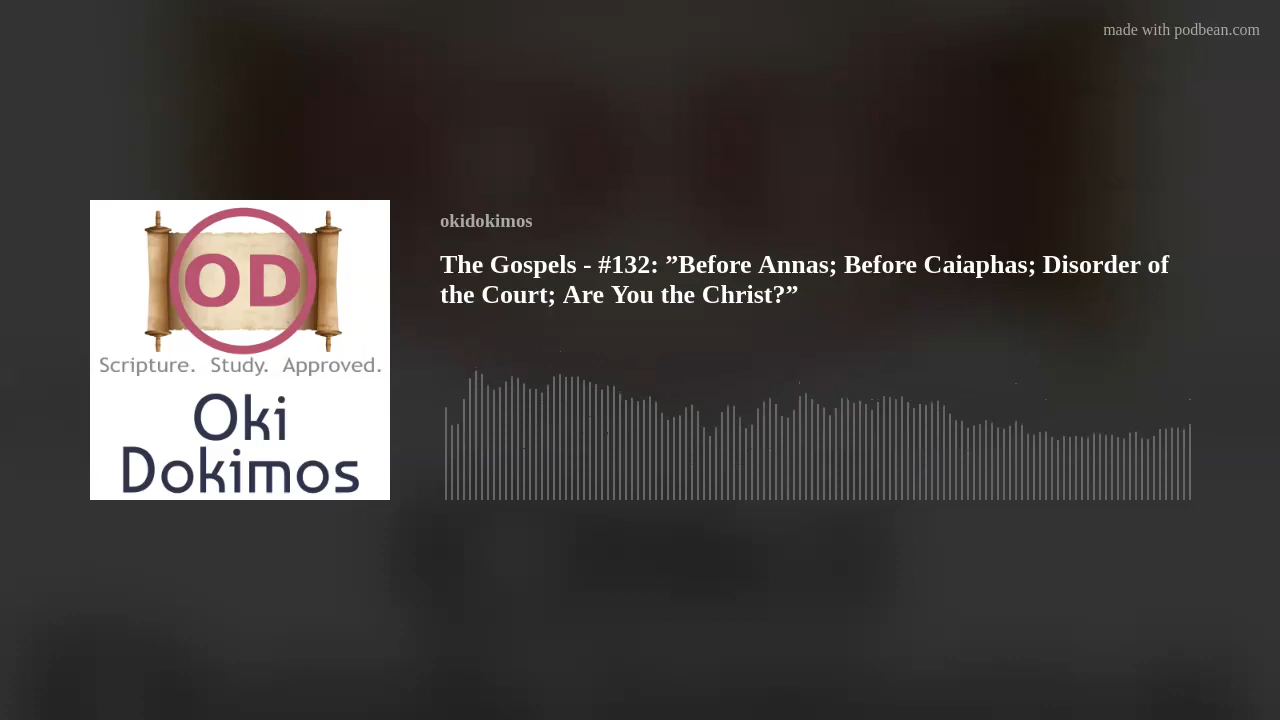 made with podbean.com
okidokimos
The Gospels - #132: ”Before Annas; Before Caiaphas; Disorder of
the Court; Are You the Christ?”
OD
Scripture. Study. Approved.
Oki
Dokimos